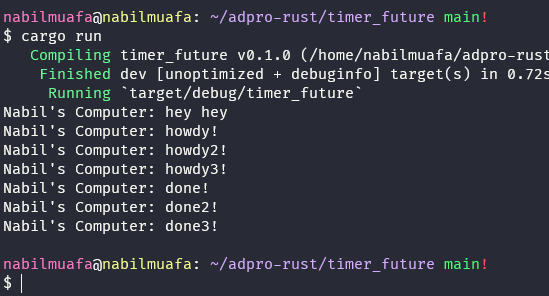 nabilmuafa@nabilmuafa: ~/adpro-rust/timer_future main!
$ cargo run
Compiling timer_future v0.1.0 (/home/nabilmuafa/adpro-rust
Finished dev [unoptimized + debuginfo] target(s) in 0.72s
Running `target/debug/timer_future`
Nabil's Computer: hey hey
Nabil's Computer: howdy!
Nabil's Computer: howdy2!
Nabil's Computer: howdy3!
Nabil's Computer: done!
Nabil's Computer: done2!
Nabil's Computer: done3!
nabilmuafa@nabilmuafa: ~/adpro-rust/timer_future main!
$